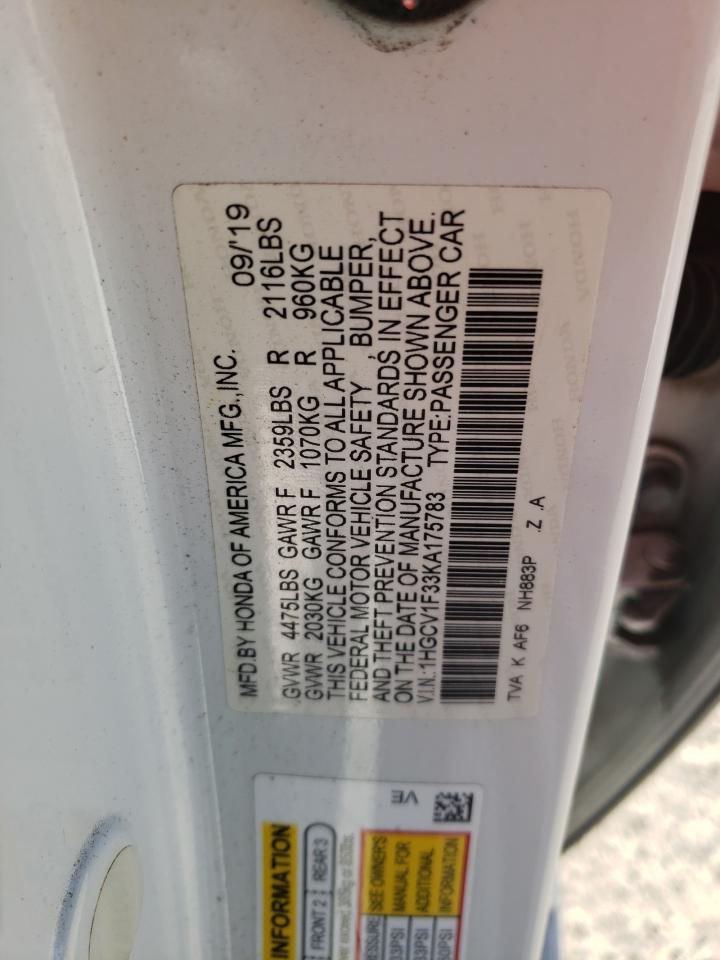 MFD.BY HONDA OF AMERICA MFG.,INC. 09/'19
GVWR 4475LBS GAWR F 2359LBS R 2116LBS
GVWR 2030KG GAWR F 1070KG R 960KG
THIS VEHICLE CONFORMS TO ALL APPLICABLE
FEDERAL MOTOR VEHICLE SAFETY , BUMPER,
AND THEFT PREVENTION STANDARDS IN EFFECT
ON THE DATE OF MANUFACTURE SHOWN ABOVE.
V.I.N.:1HGCV1F33KA175783 TYPE:PASSENGER CAR
TVA K AF6 NH883P .Z .A
VE
INFORMATION
FRONT 2 REAR 3
SEE OWNER'S
MANUAL FOR
ADDITIONAL
INFORMATION